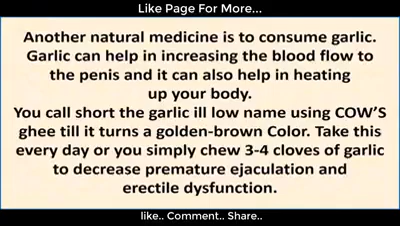 Like Page For More...
Another natural medicine is to consume garlic.
Garlic can help in increasing the blood flow to
the penis and it can also help in heating
up your body.
You call short the garlic ill low name using COW'S
ghee till it turns a golden-brown Color. Take this
every day or you simply chew 3-4 cloves of garlic
to decrease premature ejaculation and
erectile dysfunction.
like.. Comment.. Share..